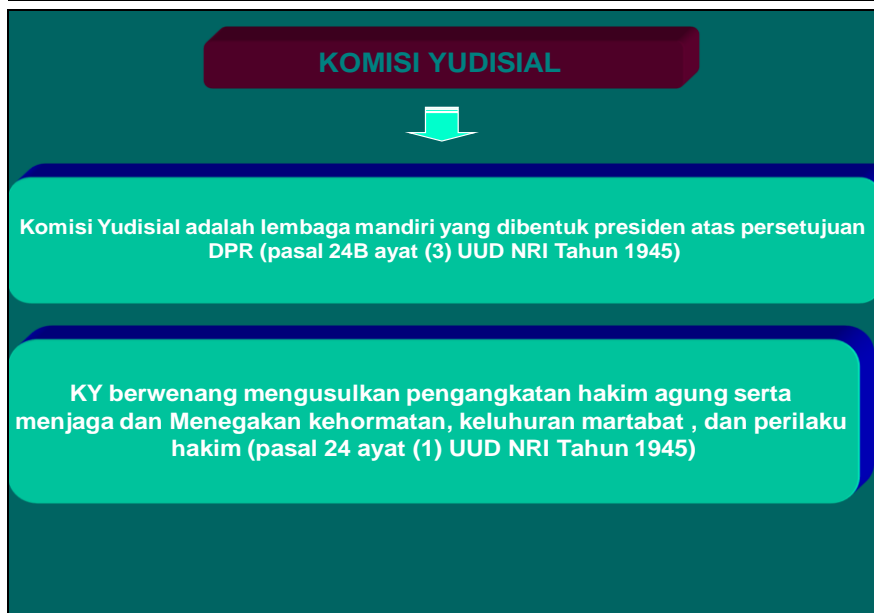 KOMISI YUDISIAL
Komisi Yudisial adalah lembaga mandiri yang dibentuk presiden atas persetujuan
DPR (pasal 24B ayat (3) UUD NRI Tahun 1945)
KY berwenang mengusulkan pengangkatan hakim agung serta
menjaga dan Menegakan kehormatan, keluhuran martabat , dan perilaku
hakim (pasal 24 ayat (1) UUD NRI Tahun 1945)